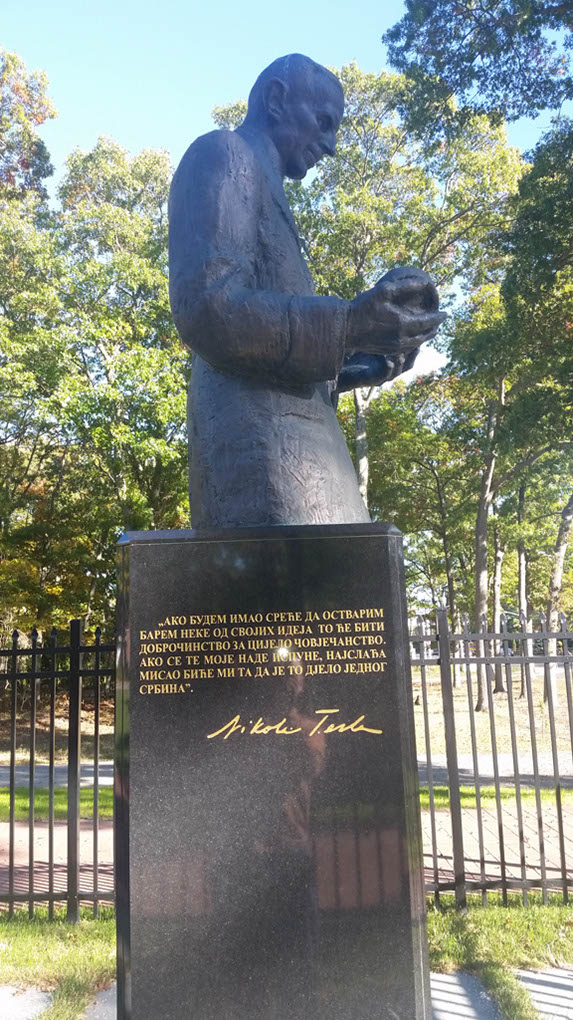 „АКО БУДЕМ ИМАО СРЕЋЕ ДА ОСТВАРИМ
БАРЕМ НЕКЕ ОД СВОЈИХ ИДЕЈА ТО ЋЕ БИТИ
ДОБРОЧИНСТВО ЗА ЦИЈЕЛО ЧОВЈЕЧАНСТВО.
АКО СЕ ТЕ МОЈЕ НАДЕ ИСПУНЕ, НАЈСЛАЂА
МИСАО БИЋЕ МИ ТА ДА ЈЕ ТО ДЈЕЛО ЈЕДНОГ
СРБИНА”.
Nikola Tesla